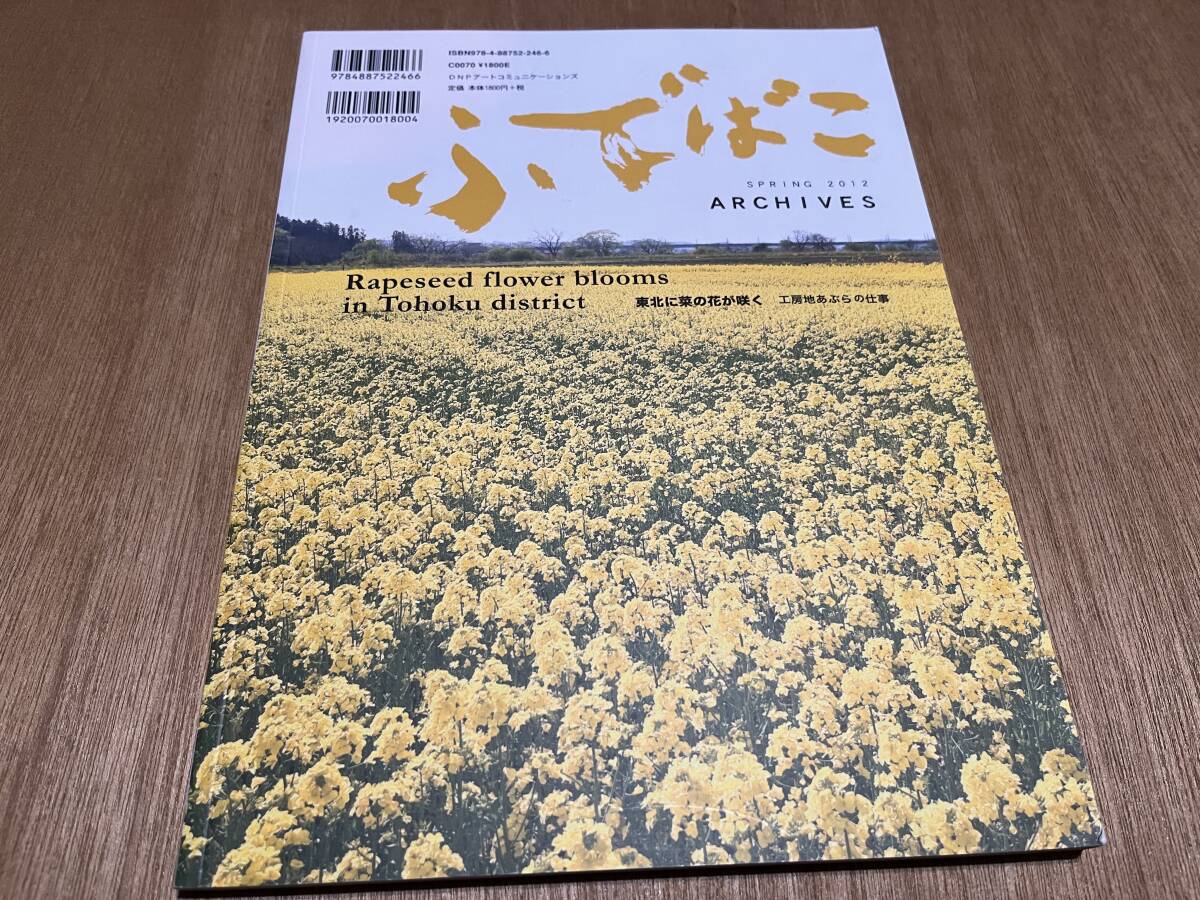 9784887522466
1920070018004
ISBN978-4-88752-246-6
C0070 ¥1800E
DNPアートコミュニケーションズ
定価 本体1800円+税
ふでばこ
SPRING 2012
ARCHIVES
Rapeseed flower blooms
in Tohoku district
東北に菜の花が咲く 工房地あぶらの仕事